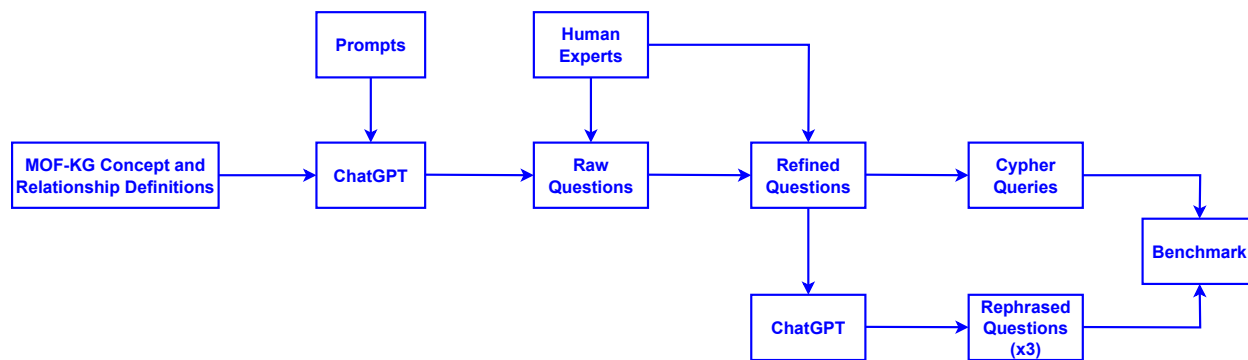 Prompts
Human
Experts
MOF-KG Concept and
Relationship Definitions
ChatGPT
Raw
Questions
Refined
Questions
Cypher
Queries
Benchmark
ChatGPT
Rephrased
Questions
(x3)